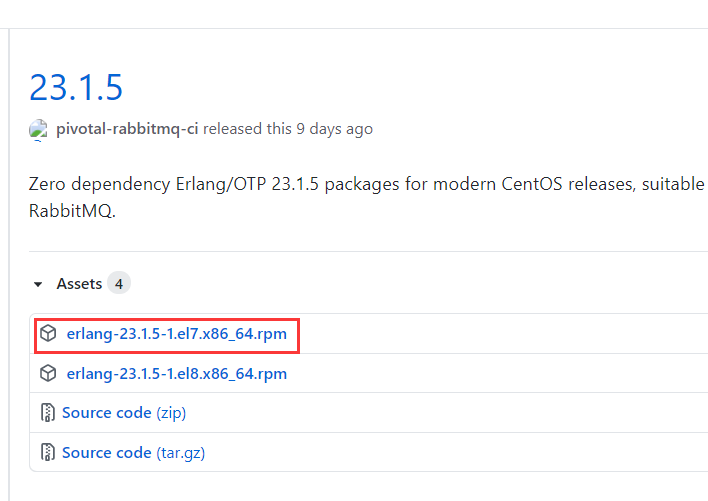 23.1.5
pivotal-rabbitmq-ci released this 9 days ago
Zero dependency Erlang/OTP 23.1.5 packages for modern CentOS releases, suitable
RabbitMQ.
Assets 4
erlang-23.1.5-1.el7.x86_64.rpm
erlang-23.1.5-1.el8.x86_64.rpm
Source code (zip)
Source code (tar.gz)